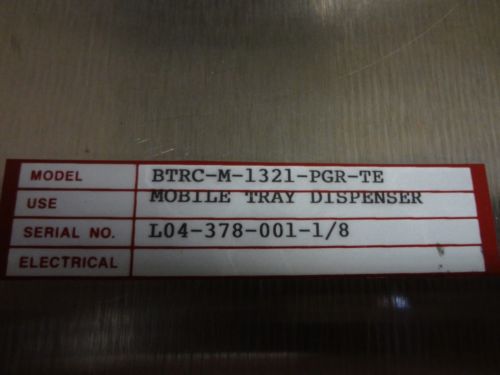 MODEL BTRC-M-1321-PGR-TE
USE MOBILE TRAY DISPENSER
SERIAL NO. L04-378-001-1/8
ELECTRICAL